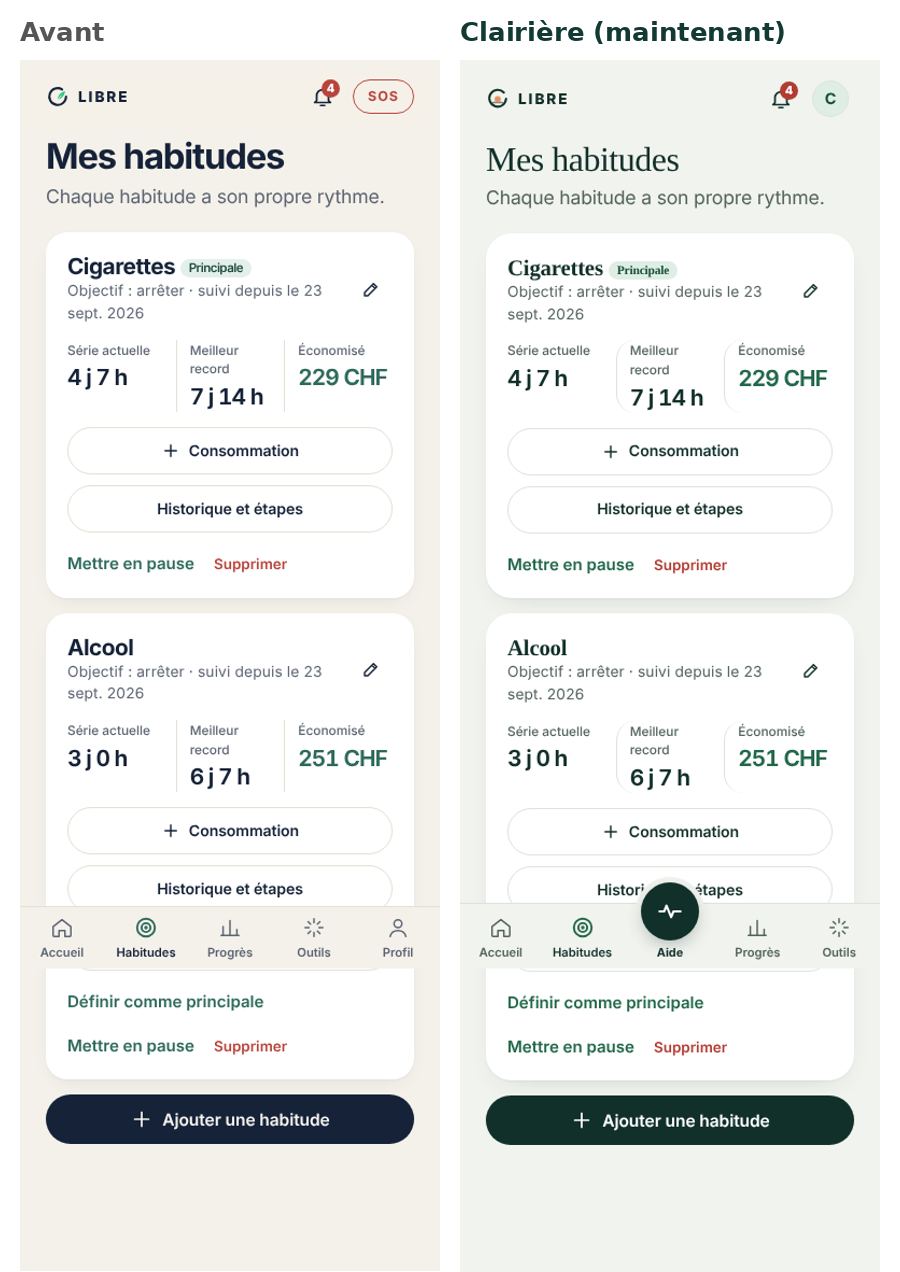 Avant
LIBRE
4
SOS
Mes habitudes
Chaque habitude a son propre rythme.
Cigarettes Principale
Objectif : arrêter · suivi depuis le 23
sept. 2026
Série actuelle
4 j 7 h
Meilleur
record
7 j 14 h
Économisé
229 CHF
+ Consommation
Historique et étapes
Mettre en pause Supprimer
Alcool
Objectif : arrêter · suivi depuis le 23
sept. 2026
Série actuelle
3 j 0 h
Meilleur
record
6 j 7 h
Économisé
251 CHF
+ Consommation
Historique et étapes
Accueil Habitudes Progrès Outils Profil
Définir comme principale
Mettre en pause Supprimer
+ Ajouter une habitude
Clairière (maintenant)
LIBRE
4
C
Mes habitudes
Chaque habitude a son propre rythme.
Cigarettes Principale
Objectif : arrêter · suivi depuis le 23
sept. 2026
Série actuelle
4 j 7 h
Meilleur
record
7 j 14 h
Économisé
229 CHF
+ Consommation
Historique et étapes
Mettre en pause Supprimer
Alcool
Objectif : arrêter · suivi depuis le 23
sept. 2026
Série actuelle
3 j 0 h
Meilleur
record
6 j 7 h
Économisé
251 CHF
+ Consommation
Historique et étapes
Accueil Habitudes Aide Progrès Outils
Définir comme principale
Mettre en pause Supprimer
+ Ajouter une habitude